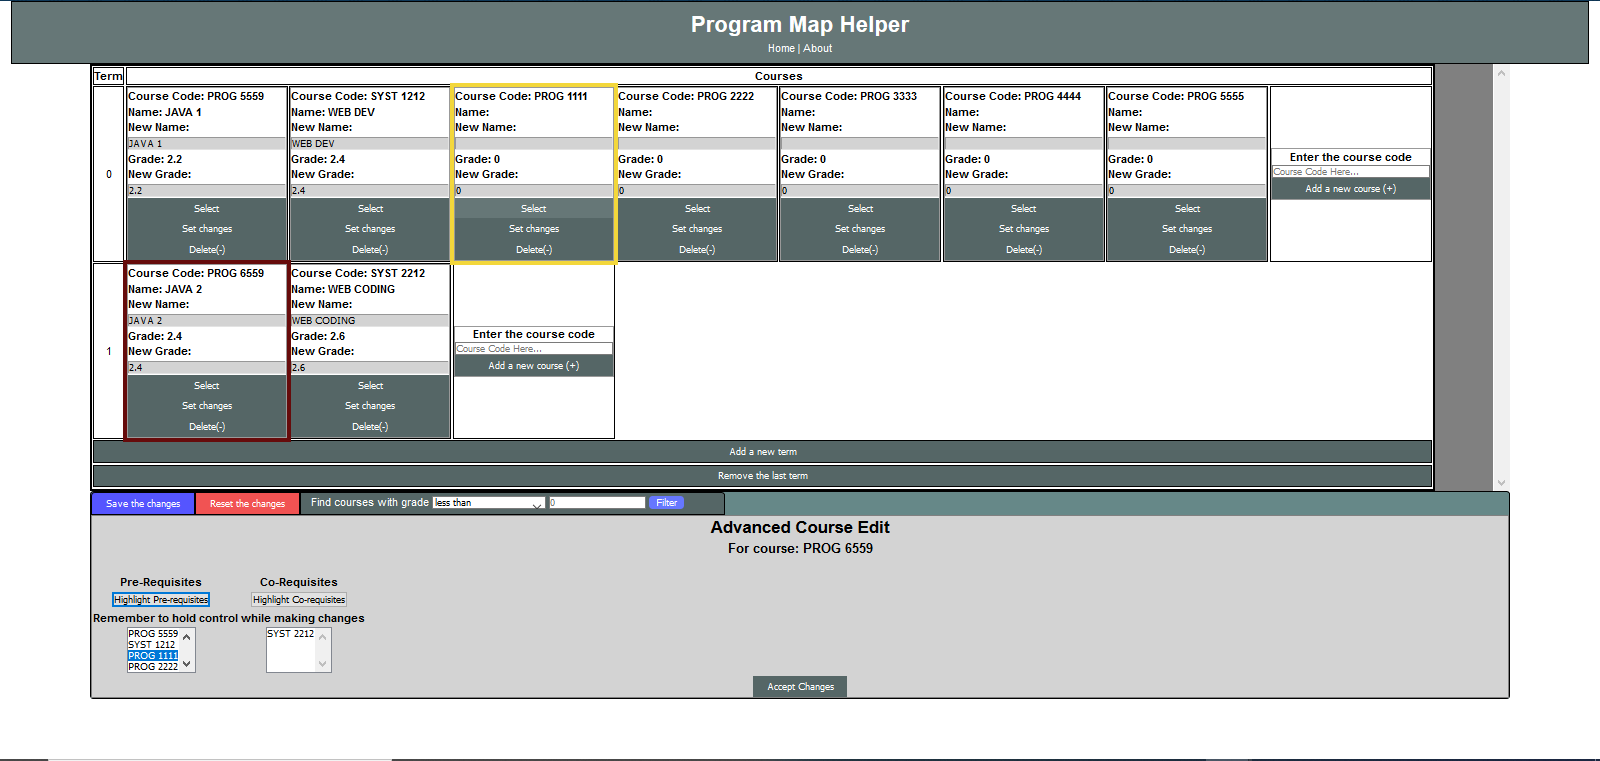 Program Map Helper
Home | About
Term Courses
0
Course Code: PROG 5559
Name: JAVA 1
New Name:
JAVA 1
Grade: 2.2
New Grade:
2.2
Select
Set changes
Delete(-)
Course Code: SYST 1212
Name: WEB DEV
New Name:
WEB DEV
Grade: 2.4
New Grade:
2.4
Select
Set changes
Delete(-)
Course Code: PROG 1111
Name:
New Name:
Grade: 0
New Grade:
0
Select
Set changes
Delete(-)
Course Code: PROG 2222
Name:
New Name:
Grade: 0
New Grade:
0
Select
Set changes
Delete(-)
Course Code: PROG 3333
Name:
New Name:
Grade: 0
New Grade:
0
Select
Set changes
Delete(-)
Course Code: PROG 4444
Name:
New Name:
Grade: 0
New Grade:
0
Select
Set changes
Delete(-)
Course Code: PROG 5555
Name:
New Name:
Grade: 0
New Grade:
0
Select
Set changes
Delete(-)
Enter the course code
Course Code Here...
Add a new course (+)
1
Course Code: PROG 6559
Name: JAVA 2
New Name:
JAVA 2
Grade: 2.4
New Grade:
2.4
Select
Set changes
Delete(-)
Course Code: SYST 2212
Name: WEB CODING
New Name:
WEB CODING
Grade: 2.6
New Grade:
2.6
Select
Set changes
Delete(-)
Enter the course code
Course Code Here...
Add a new course (+)
Add a new term
Remove the last term
Save the changes Reset the changes Find courses with grade less than 0 Filter
Advanced Course Edit
For course: PROG 6559
Pre-Requisites Co-Requisites
Highlight Pre-requisites Highlight Co-requisites
Remember to hold control while making changes
PROG 5559 SYST 2212
SYST 1212
PROG 1111
PROG 2222
Accept Changes